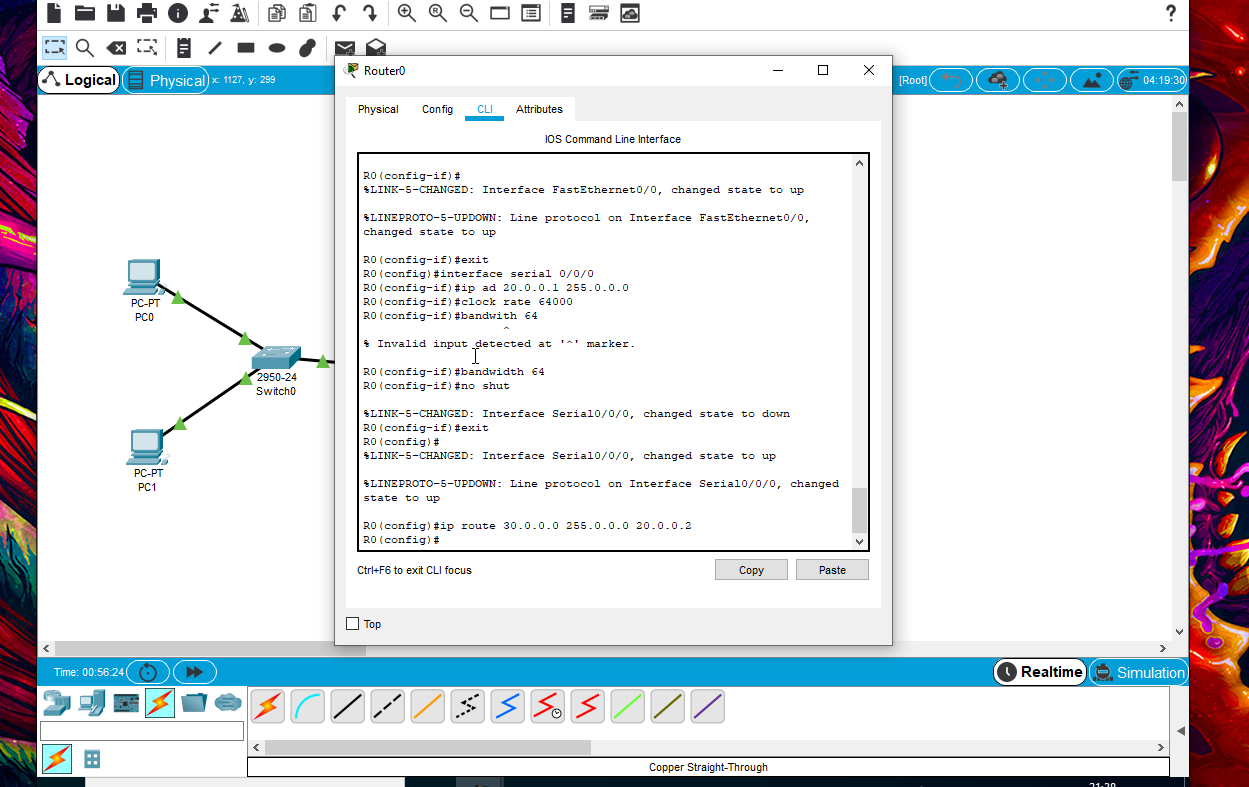 ?
Logical
Physical
x: 1127, y: 299
[Root]
04:19:30
Router0
Physical
Config
CLI
Attributes
IOS Command Line Interface
R0(config-if)#
%LINK-5-CHANGED: Interface FastEthernet0/0, changed state to up
%LINEPROTO-5-UPDOWN: Line protocol on Interface FastEthernet0/0,
changed state to up
R0(config-if)#exit
R0(config)#interface serial 0/0/0
R0(config-if)#ip ad 20.0.0.1 255.0.0.0
R0(config-if)#clock rate 64000
R0(config-if)#bandwith 64
^
% Invalid input detected at '^' marker.
R0(config-if)#bandwidth 64
R0(config-if)#no shut
%LINK-5-CHANGED: Interface Serial0/0/0, changed state to down
R0(config-if)#exit
R0(config)#
%LINK-5-CHANGED: Interface Serial0/0/0, changed state to up
%LINEPROTO-5-UPDOWN: Line protocol on Interface Serial0/0/0, changed
state to up
R0(config)#ip route 30.0.0.0 255.0.0.0 20.0.0.2
R0(config)#
Ctrl+F6 to exit CLI focus
Copy
Paste
Top
PC-PT
PC0
2950-24
Switch0
PC-PT
PC1
Time: 00:56:24
Realtime
Simulation
Copper Straight-Through